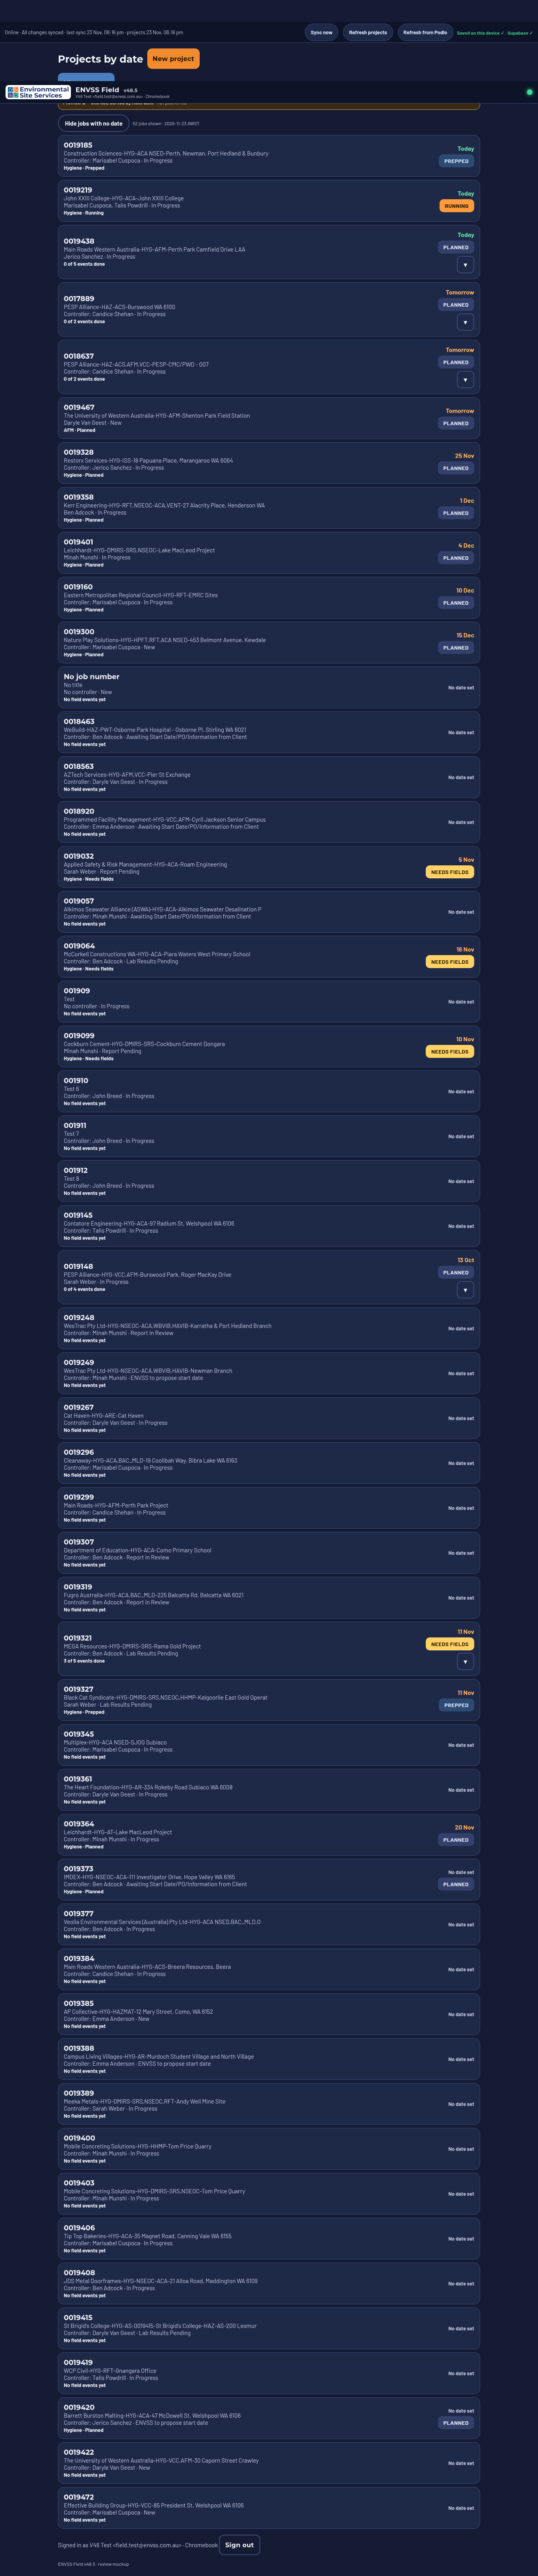 Online · All changes synced · last sync 23 Nov, 08:16 pm · projects 23 Nov, 08:16 pm
Sync now
Refresh projects
Refresh from Podio
Saved on this device ✓ · Supabase ✓
Projects by date
New project
Environmental
Site Services
ENVSS Field v46.5
V46 Test <field.test@envss.com.au> · Chromebook
Hide jobs with no date
52 jobs shown · 2026-11-23 AWST
0019185
Construction Sciences-HYG-ACA NSED-Perth, Newman, Port Hedland & Bunbury
Controller: Marisabel Cuspoca · In Progress
Hygiene · Prepped
Today
PREPPED
0019219
John XXIII College-HYG-ACA-John XXIII College
Marisabel Cuspoca, Talis Powdrill · In Progress
Hygiene · Running
Today
RUNNING
0019438
Main Roads Western Australia-HYG-AFM-Perth Park Camfield Drive LAA
Jerico Sanchez · In Progress
0 of 5 events done
Today
PLANNED
▾
0017889
PESP Alliance-HAZ-ACS-Burswood WA 6100
Controller: Candice Shehan · In Progress
0 of 2 events done
Tomorrow
PLANNED
▾
0018637
PESP Alliance-HAZ-ACS,AFM,VCC-PESP-CMC/PWD - 007
Controller: Candice Shehan · In Progress
0 of 2 events done
Tomorrow
PLANNED
▾
0019467
The University of Western Australia-HYG-AFM-Shenton Park Field Station
Daryle Van Geest · New
AFM · Planned
Tomorrow
PLANNED
0019328
Restorx Services-HYG-ISS-18 Papuana Place, Marangaroo WA 6064
Controller: Jerico Sanchez · In Progress
Hygiene · Planned
25 Nov
PLANNED
0019358
Kerr Engineering-HYG-RFT,NSEOC-ACA,VENT-27 Alacrity Place, Henderson WA
Ben Adcock · In Progress
Hygiene · Planned
1 Dec
PLANNED
0019401
Leichhardt-HYG-DMIRS-SRS,NSEOC-Lake MacLeod Project
Minah Munshi · In Progress
Hygiene · Planned
4 Dec
PLANNED
0019160
Eastern Metropolitan Regional Council-HYG-RFT-EMRC Sites
Controller: Marisabel Cuspoca · In Progress
Hygiene · Planned
10 Dec
PLANNED
0019300
Nature Play Solutions-HYG-HPFT,RFT,ACA NSED-453 Belmont Avenue, Kewdale
Controller: Marisabel Cuspoca · New
Hygiene · Planned
15 Dec
PLANNED
No job number
No title
No controller · New
No field events yet
No date set
0018463
WeBuild-HAZ-PWT-Osborne Park Hospital - Osborne Pl, Stirling WA 6021
Controller: Ben Adcock · Awaiting Start Date/PO/Information from Client
No field events yet
No date set
0018563
AZTech Services-HYG-AFM,VCC-Pier St Exchange
Controller: Daryle Van Geest · In Progress
No field events yet
No date set
0018920
Programmed Facility Management-HYG-VCC,AFM-Cyril Jackson Senior Campus
Controller: Emma Anderson · Awaiting Start Date/PO/Information from Client
No field events yet
No date set
0019032
Applied Safety & Risk Management-HYG-ACA-Roam Engineering
Sarah Weber · Report Pending
Hygiene · Needs fields
5 Nov
NEEDS FIELDS
0019057
Alkimos Seawater Alliance (ASWA)-HYG-ACA-Alkimos Seawater Desalination P
Controller: Minah Munshi · Awaiting Start Date/PO/Information from Client
No field events yet
No date set
0019064
McCorkell Constructions WA-HYG-ACA-Piara Waters West Primary School
Controller: Ben Adcock · Lab Results Pending
Hygiene · Needs fields
16 Nov
NEEDS FIELDS
001909
Test
No controller · In Progress
No field events yet
No date set
0019099
Cockburn Cement-HYG-DMIRS-SRS-Cockburn Cement Dongara
Minah Munshi · Report Pending
Hygiene · Needs fields
10 Nov
NEEDS FIELDS
001910
Test 6
Controller: John Breed · In Progress
No field events yet
No date set
001911
Test 7
Controller: John Breed · In Progress
No field events yet
No date set
001912
Test 8
Controller: John Breed · In Progress
No field events yet
No date set
0019145
Contatore Engineering-HYG-ACA-97 Radium St, Welshpool WA 6106
Controller: Talis Powdrill · In Progress
No field events yet
No date set
0019148
PESP Alliance-HYG-VCC,AFM-Burswood Park, Roger MacKay Drive
Sarah Weber · In Progress
0 of 4 events done
13 Oct
PLANNED
▾
0019248
WesTrac Pty Ltd-HYG-NSEOC-ACA,WBVIB,HAVIB-Karratha & Port Hedland Branch
Controller: Minah Munshi · Report in Review
No field events yet
No date set
0019249
WesTrac Pty Ltd-HYG-NSEOC-ACA,WBVIB,HAVIB-Newman Branch
Controller: Minah Munshi · ENVSS to propose start date
No field events yet
No date set
0019267
Cat Haven-HYG-ARE-Cat Haven
Controller: Daryle Van Geest · In Progress
No field events yet
No date set
0019296
Cleanaway-HYG-ACA,BAC_MLD-19 Coolibah Way, Bibra Lake WA 6163
Controller: Marisabel Cuspoca · In Progress
No field events yet
No date set
0019299
Main Roads-HYG-AFM-Perth Park Project
Controller: Candice Shehan · In Progress
No field events yet
No date set
0019307
Department of Education-HYG-ACA-Como Primary School
Controller: Ben Adcock · Report in Review
No field events yet
No date set
0019319
Fugro Australia-HYG-ACA,BAC_MLD-225 Balcatta Rd, Balcatta WA 6021
Controller: Ben Adcock · Report in Review
No field events yet
No date set
0019321
MEGA Resources-HYG-DMIRS-SRS-Rama Gold Project
Controller: Ben Adcock · Lab Results Pending
3 of 5 events done
11 Nov
NEEDS FIELDS
▾
0019327
Black Cat Syndicate-HYG-DMIRS-SRS,NSEOC,HHMP-Kalgoorlie East Gold Operat
Sarah Weber · Lab Results Pending
Hygiene · Prepped
11 Nov
PREPPED
0019345
Multiplex-HYG-ACA NSED-SJOG Subiaco
Controller: Marisabel Cuspoca · In Progress
No field events yet
No date set
0019361
The Heart Foundation-HYG-AR-334 Rokeby Road Subiaco WA 6008
Controller: Daryle Van Geest · In Progress
No field events yet
No date set
0019364
Leichhardt-HYG-AT-Lake MacLeod Project
Controller: Minah Munshi · In Progress
Hygiene · Planned
20 Nov
PLANNED
0019373
IMDEX-HYG-NSEOC-ACA-111 Investigator Drive, Hope Valley WA 6165
Controller: Ben Adcock · Awaiting Start Date/PO/Information from Client
Hygiene · Planned
No date set
PLANNED
0019377
Veolia Environmental Services (Australia) Pty Ltd-HYG-ACA NSED,BAC_MLD,O
Controller: Ben Adcock · In Progress
No field events yet
No date set
0019384
Main Roads Western Australia-HYG-ACS-Breera Resources, Beera
Controller: Candice Shehan · In Progress
No field events yet
No date set
0019385
AP Collective-HYG-HAZMAT-12 Mary Street, Como, WA 6152
Controller: Emma Anderson · New
No field events yet
No date set
0019388
Campus Living Villages-HYG-AR-Murdoch Student Village and North Village
Controller: Emma Anderson · ENVSS to propose start date
No field events yet
No date set
0019389
Meeka Metals-HYG-DMIRS-SRS,NSEOC,RFT-Andy Well Mine Site
Controller: Sarah Weber · In Progress
No field events yet
No date set
0019400
Mobile Concreting Solutions-HYG-HHMP-Tom Price Quarry
Controller: Minah Munshi · In Progress
No field events yet
No date set
0019403
Mobile Concreting Solutions-HYG-DMIRS-SRS,NSEOC-Tom Price Quarry
Controller: Minah Munshi · In Progress
No field events yet
No date set
0019406
Tip Top Bakeries-HYG-ACA-35 Magnet Road, Canning Vale WA 6155
Controller: Marisabel Cuspoca · In Progress
No field events yet
No date set
0019408
JDS Metal Doorframes-HYG-NSEOC-ACA-21 Alloa Road, Maddington WA 6109
Controller: Ben Adcock · In Progress
No field events yet
No date set
0019415
St Brigid's College-HYG-AS-0019415-St Brigid's College-HAZ-AS-200 Lesmur
Controller: Daryle Van Geest · Lab Results Pending
No field events yet
No date set
0019419
WCP Civil-HYG-RFT-Gnangara Office
Controller: Talis Powdrill · In Progress
No field events yet
No date set
0019420
Barrett Burston Malting-HYG-ACA-47 McDowell St, Welshpool WA 6106
Controller: Jerico Sanchez · ENVSS to propose start date
Hygiene · Planned
No date set
PLANNED
0019422
The University of Western Australia-HYG-VCC,AFM-30 Caporn Street Crawley
Controller: Daryle Van Geest · New
No field events yet
No date set
0019472
Effective Building Group-HYG-VCC-85 President St, Welshpool WA 6106
Controller: Marisabel Cuspoca · New
No field events yet
No date set
Signed in as V46 Test <field.test@envss.com.au> · Chromebook
Sign out
ENVSS Field v46.5 · review mockup